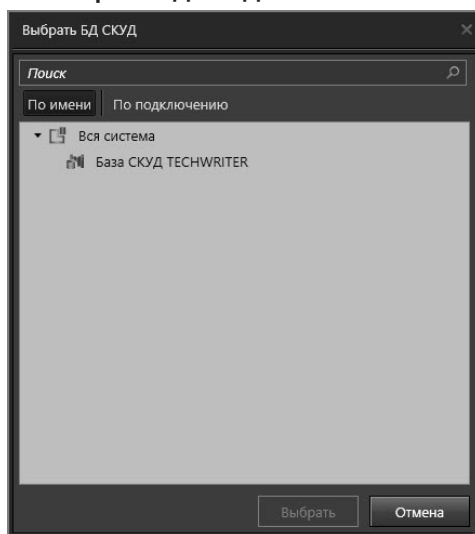 Выбрать БД СКУД
Поиск
По имени По подключению
Вся система
База СКУД TECHWRITER
Выбрать Отмена